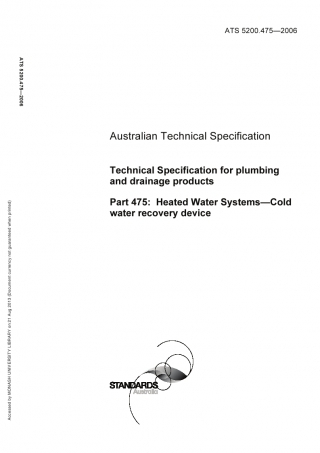 ATS 5200.475—2006
ATS 5200.475—2006
Australian Technical Specification
Technical Specification for plumbing
and drainage products
Part 475: Heated Water Systems—Cold
water recovery device
Accessed by MONASH UNIVERSITY LIBRARY on 21 Aug 2013 (Document currency not guaranteed when printed)
STANDARDS
Australia